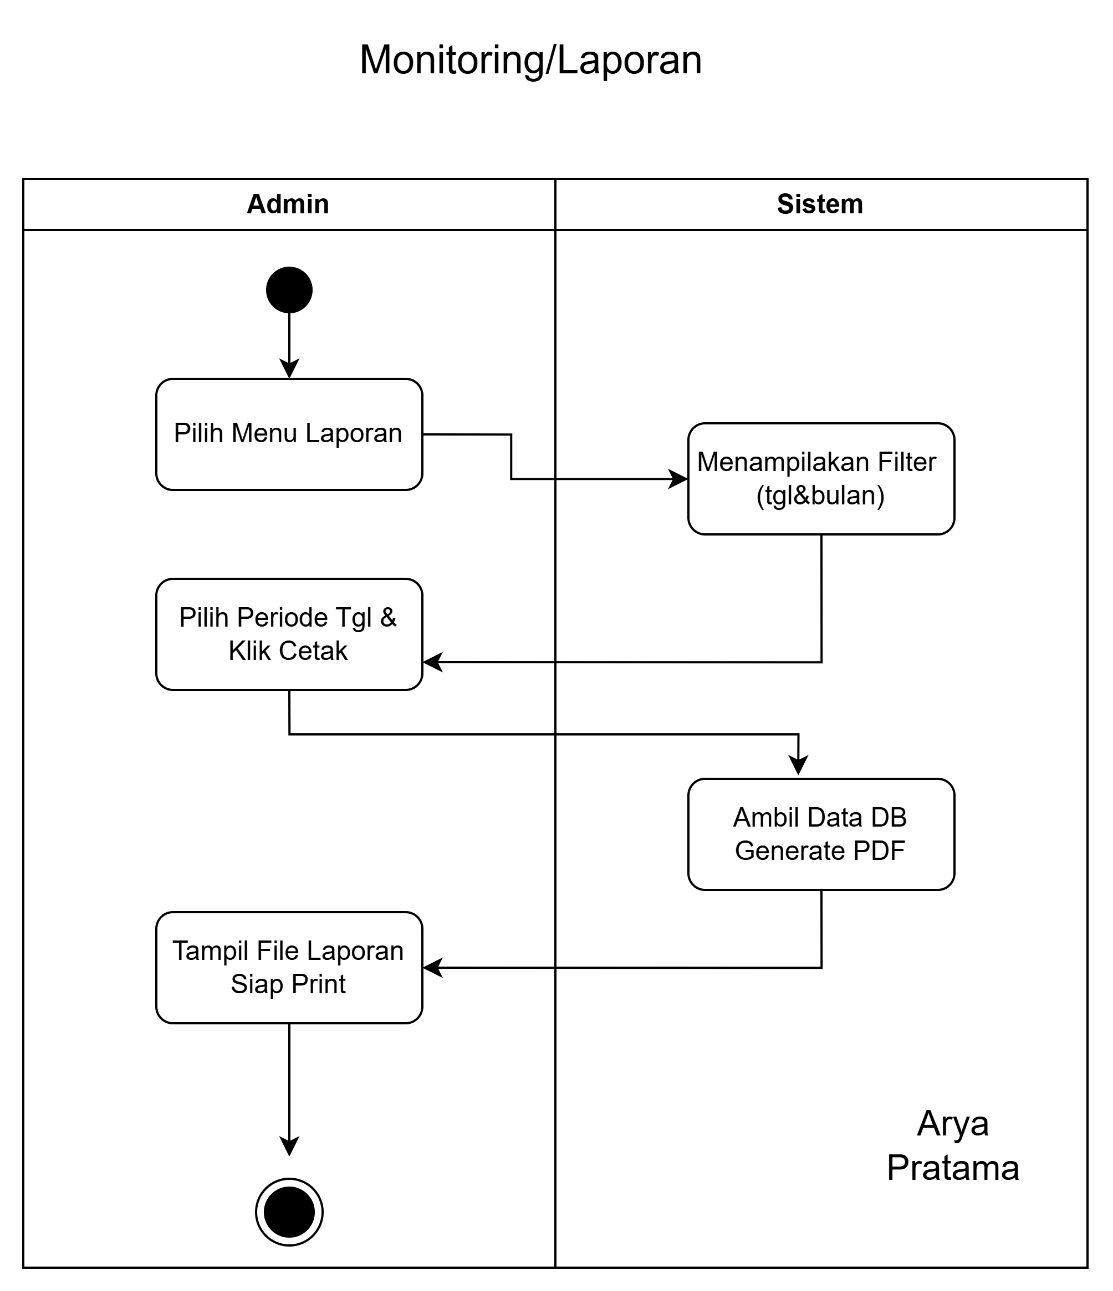 Monitoring/Laporan
Admin
Sistem
Pilih Menu Laporan
Menampilakan Filter
(tgl&bulan)
Pilih Periode Tgl &
Klik Cetak
Ambil Data DB
Generate PDF
Tampil File Laporan
Siap Print
Arya
Pratama